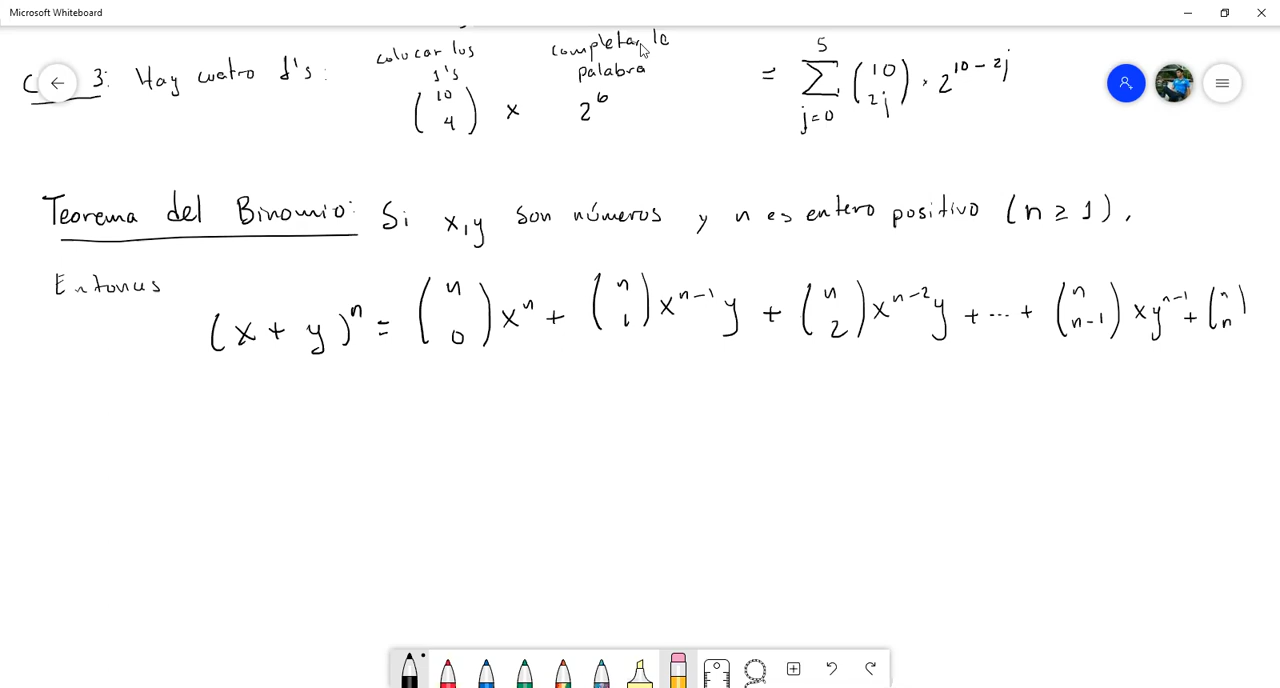 Microsoft Whiteboard
colocar los completar la
3: Hay cuatro 1's: 1's palabra
(10 4) x 2^6 = 5 Σ j=0 (10 2j) · 2^{10-2j}
Teorema del Binomio: Si x,y son números y n es entero positivo (n ≥ 1).
Entonces
(x + y)^n = (n 0) x^n + (n 1) x^{n-1} y + (n 2) x^{n-2} y + ... + (n n-1) x y^{n-1} + (n n)